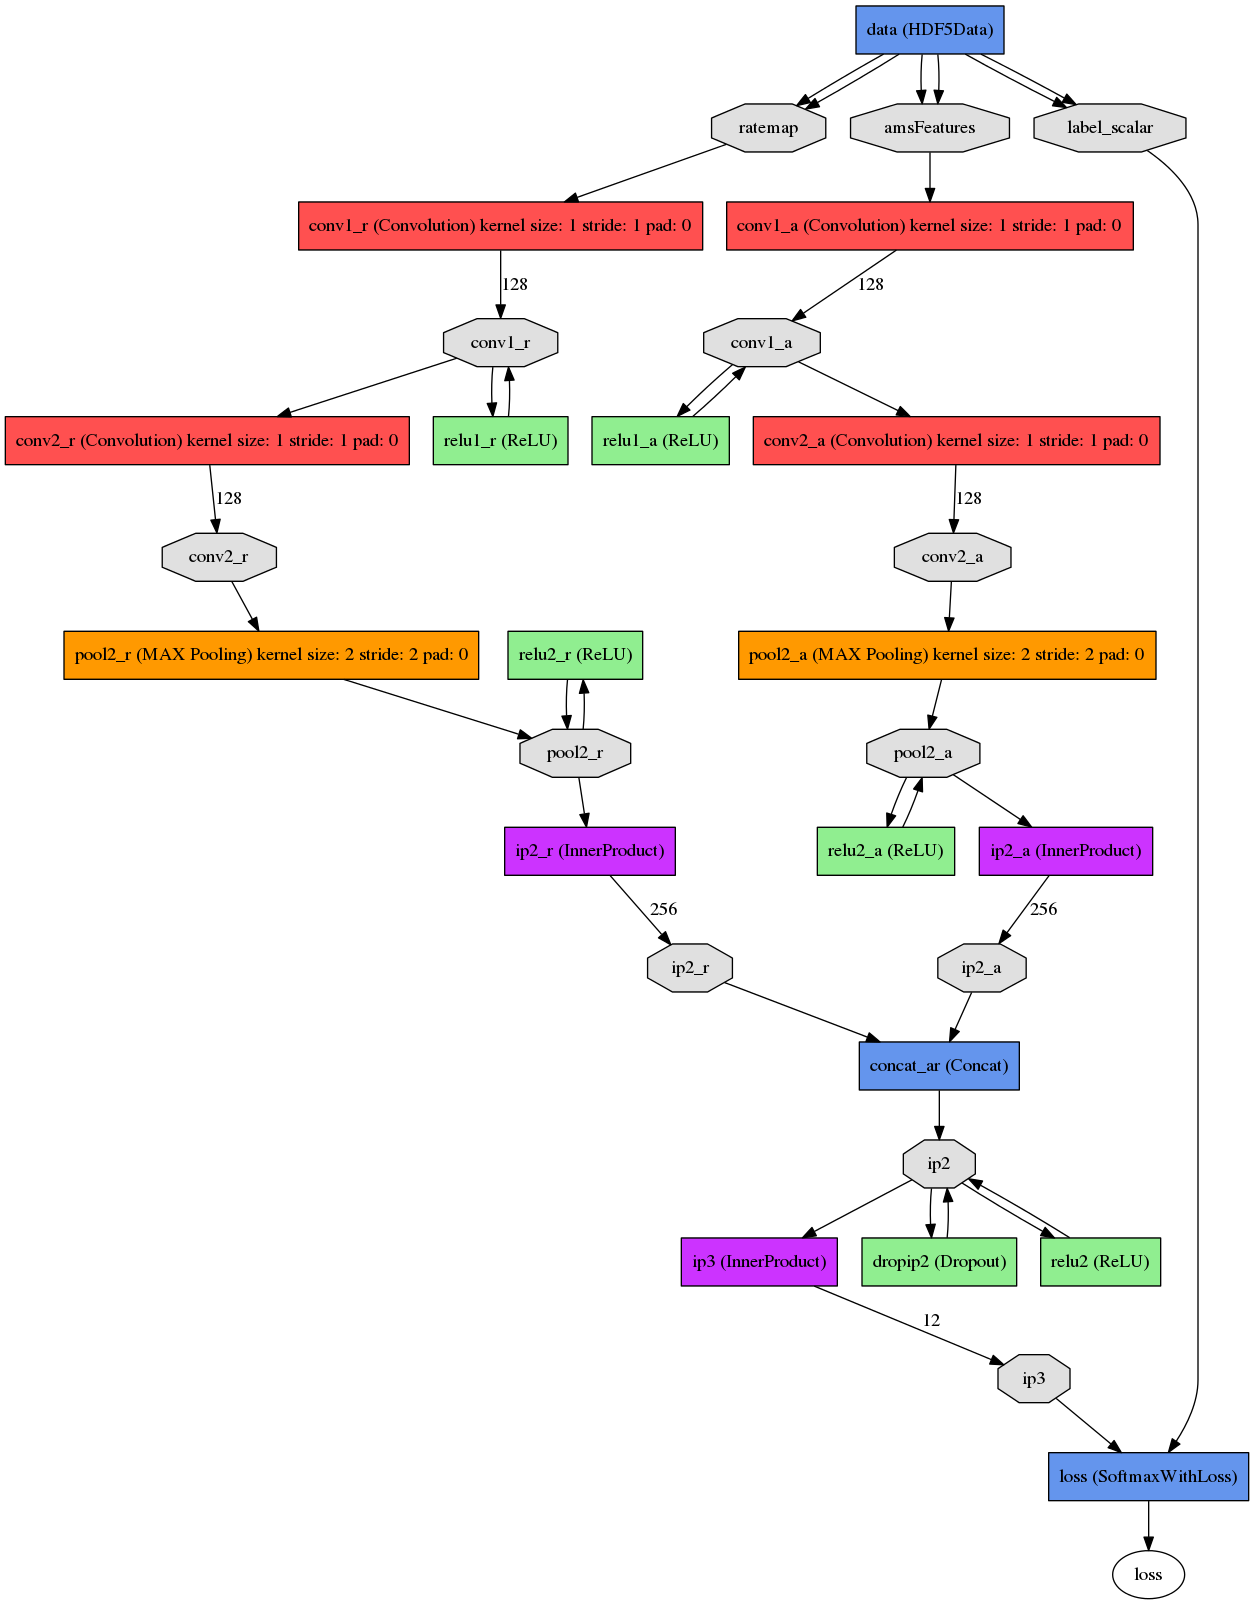 data (HDF5Data)
ratemap
amsFeatures
label_scalar
conv1_r (Convolution) kernel size: 1 stride: 1 pad: 0
conv1_a (Convolution) kernel size: 1 stride: 1 pad: 0
128
128
conv1_r
conv1_a
conv2_r (Convolution) kernel size: 1 stride: 1 pad: 0
relu1_r (ReLU)
relu1_a (ReLU)
conv2_a (Convolution) kernel size: 1 stride: 1 pad: 0
128
128
conv2_r
conv2_a
pool2_r (MAX Pooling) kernel size: 2 stride: 2 pad: 0
relu2_r (ReLU)
pool2_a (MAX Pooling) kernel size: 2 stride: 2 pad: 0
pool2_r
pool2_a
ip2_r (InnerProduct)
relu2_a (ReLU)
ip2_a (InnerProduct)
256
256
ip2_r
ip2_a
concat_ar (Concat)
ip2
ip3 (InnerProduct)
dropip2 (Dropout)
relu2 (ReLU)
12
ip3
loss (SoftmaxWithLoss)
loss